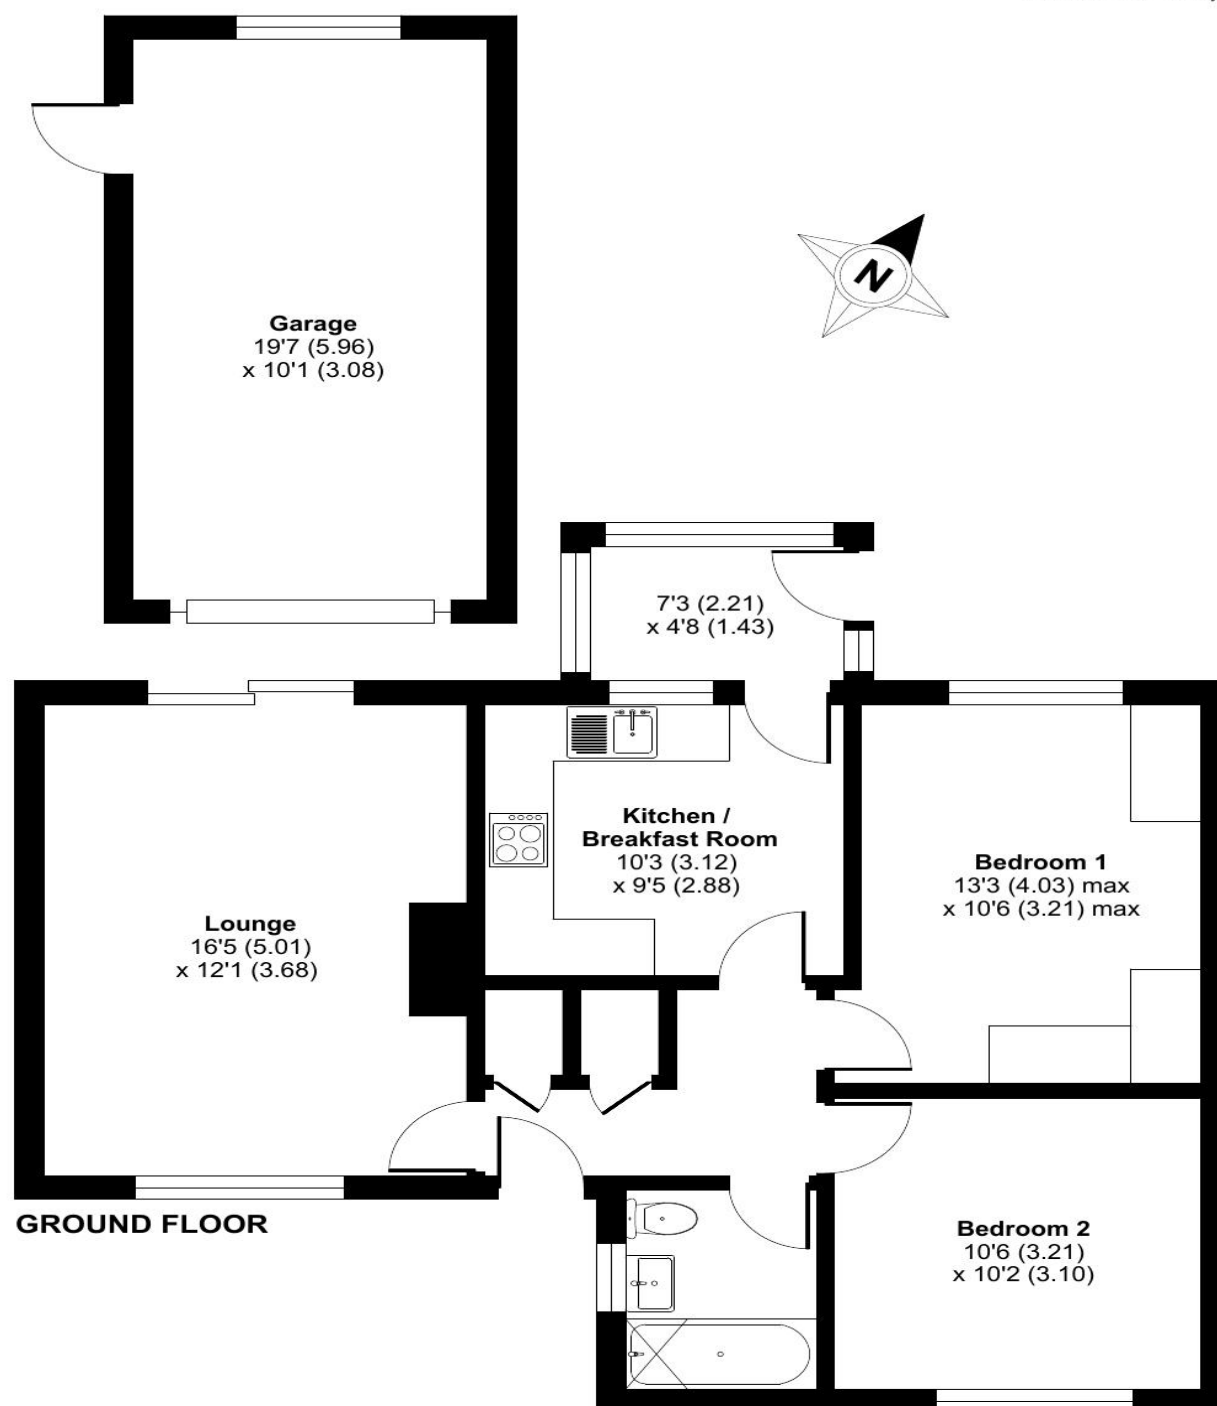 Garage
19'7 (5.96)
x 10'1 (3.08)
N
7'3 (2.21)
x 4'8 (1.43)
Kitchen /
Breakfast Room
10'3 (3.12)
x 9'5 (2.88)
Bedroom 1
13'3 (4.03) max
x 10'6 (3.21) max
Lounge
16'5 (5.01)
x 12'1 (3.68)
GROUND FLOOR
Bedroom 2
10'6 (3.21)
x 10'2 (3.10)